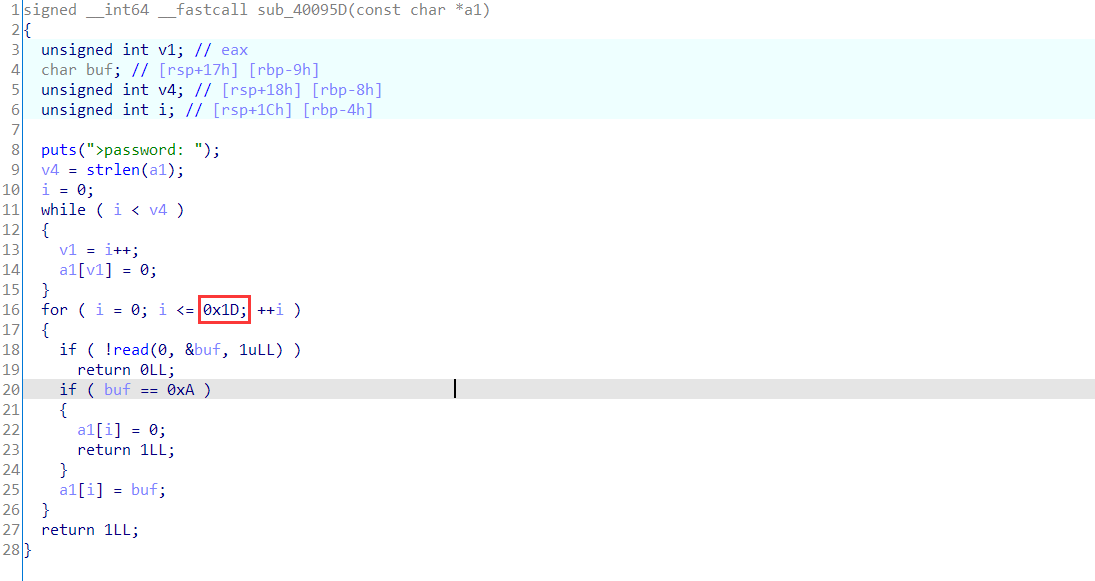 1 signed __int64 __fastcall sub_40095D(const char *a1)
2 {
3   unsigned int v1; // eax
4   char buf; // [rsp+17h] [rbp-9h]
5   unsigned int v4; // [rsp+18h] [rbp-8h]
6   unsigned int i; // [rsp+1Ch] [rbp-4h]
7
8   puts(">password: ");
9   v4 = strlen(a1);
10   i = 0;
11   while ( i < v4 )
12   {
13     v1 = i++;
14     a1[v1] = 0;
15   }
16   for ( i = 0; i <= 0x1D; ++i )
17   {
18     if ( !read(0, &buf, 1uLL) )
19       return 0LL;
20     if ( buf == 0xA )
21     {
22       a1[i] = 0;
23       return 1LL;
24     }
25     a1[i] = buf;
26   }
27   return 1LL;
28 }